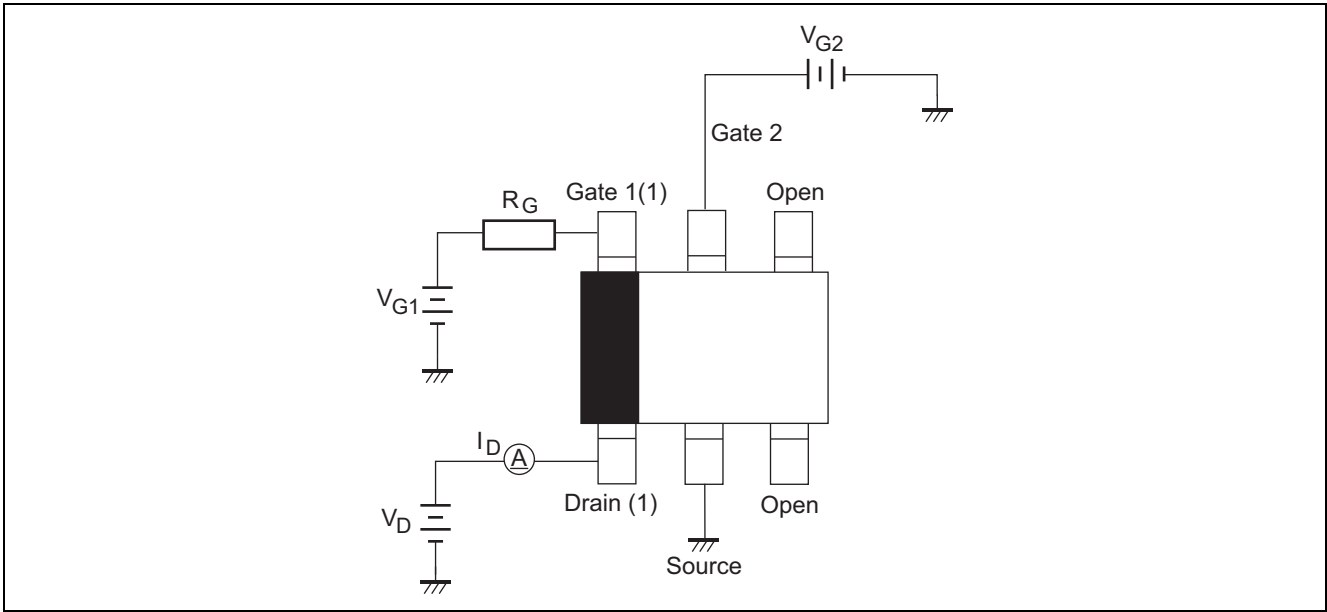 VG2
Gate 2
Gate 1(1)
Open
RG
VG1
ID
A
Drain (1)
Open
VD
Source